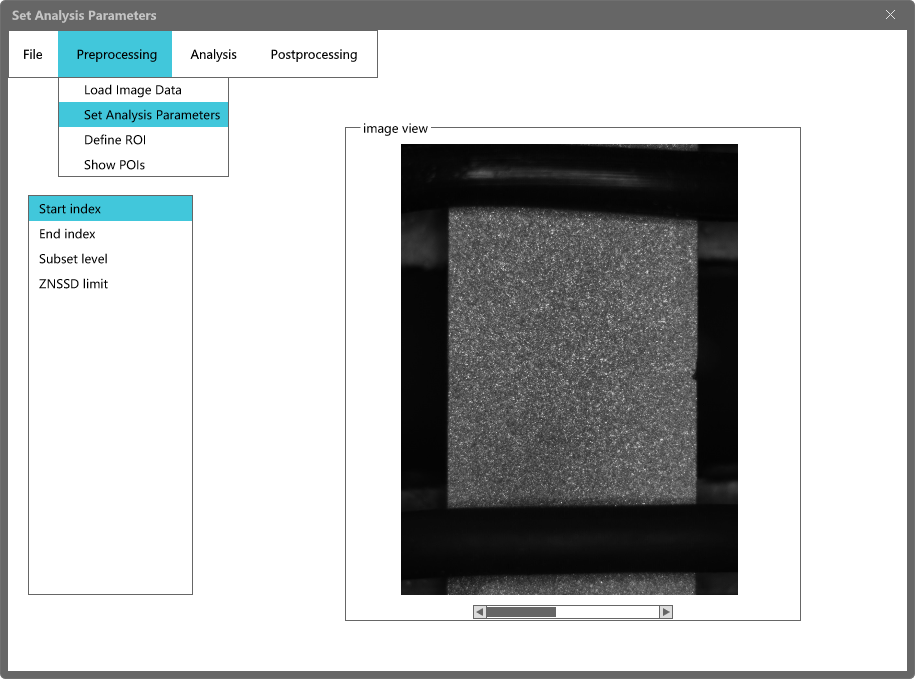 Set Analysis Parameters
File Preprocessing Analysis Postprocessing
Load Image Data
Set Analysis Parameters
Define ROI
Show POIs
image view
Start index
End index
Subset level
ZNSSD limit